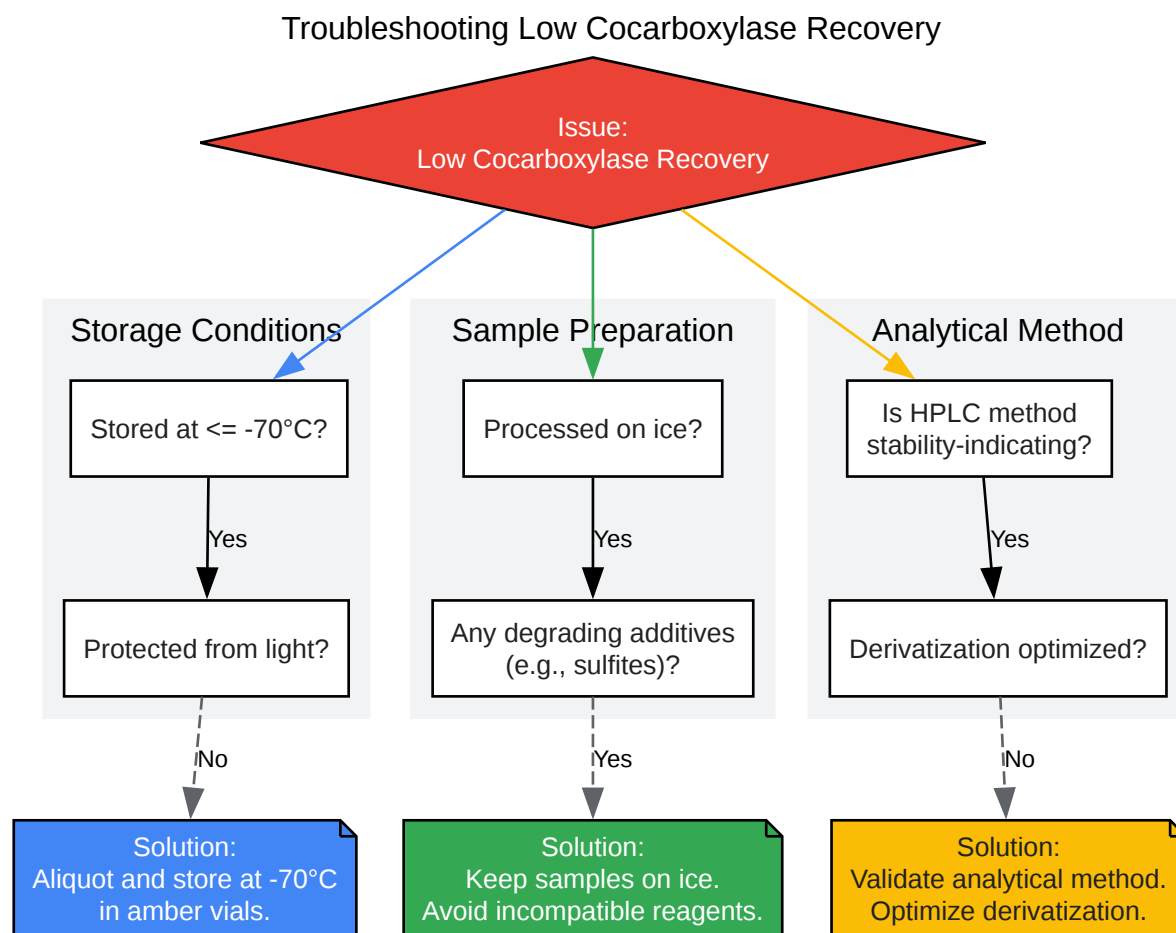 Troubleshooting Low Cocarboxylase Recovery
Issue:
Low Cocarboxylase Recovery
Storage Conditions
Stored at <= -70°C?
Yes
Protected from light?
No
Solution:
Aliquot and store at -70°C
in amber vials.
Sample Preparation
Processed on ice?
Yes
Any degrading additives
(e.g., sulfites)?
Yes
Solution:
Keep samples on ice.
Avoid incompatible reagents.
Analytical Method
Is HPLC method
stability-indicating?
Yes
Derivatization optimized?
No
Solution:
Validate analytical method.
Optimize derivatization.